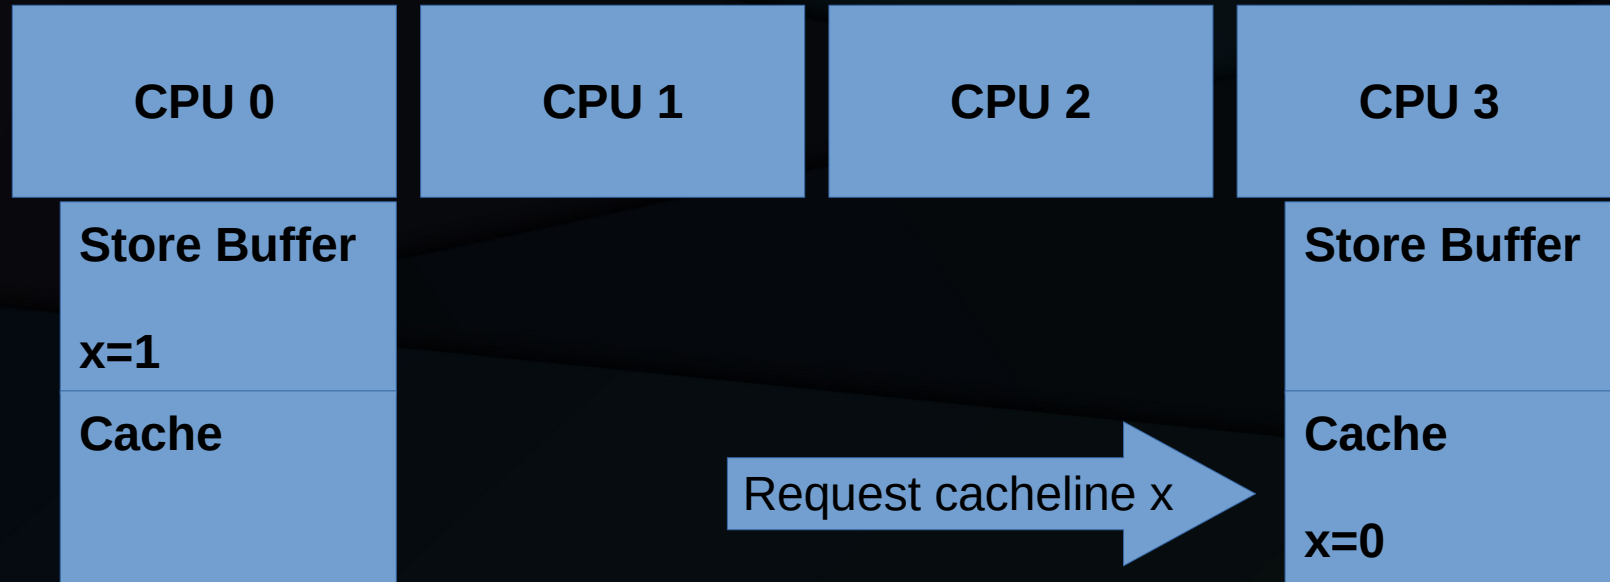 CPU 0
CPU 1
CPU 2
CPU 3
Store Buffer
x=1
Cache
Request cacheline x
Store Buffer
Cache
x=0